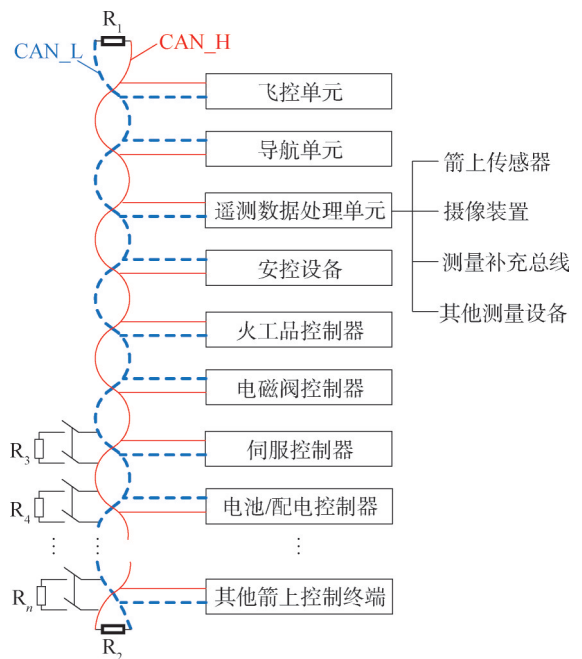 R₁
CAN_L
CAN_H
飞控单元
导航单元
遥测数据处理单元
箭上传感器
摄像装置
测量补充总线
其他测量设备
安控设备
火工品控制器
电磁阀控制器
R₃
伺服控制器
R₄
电池/配电控制器
⋮ ⋮ ⋮
Rₙ
其他箭上控制终端
R₂